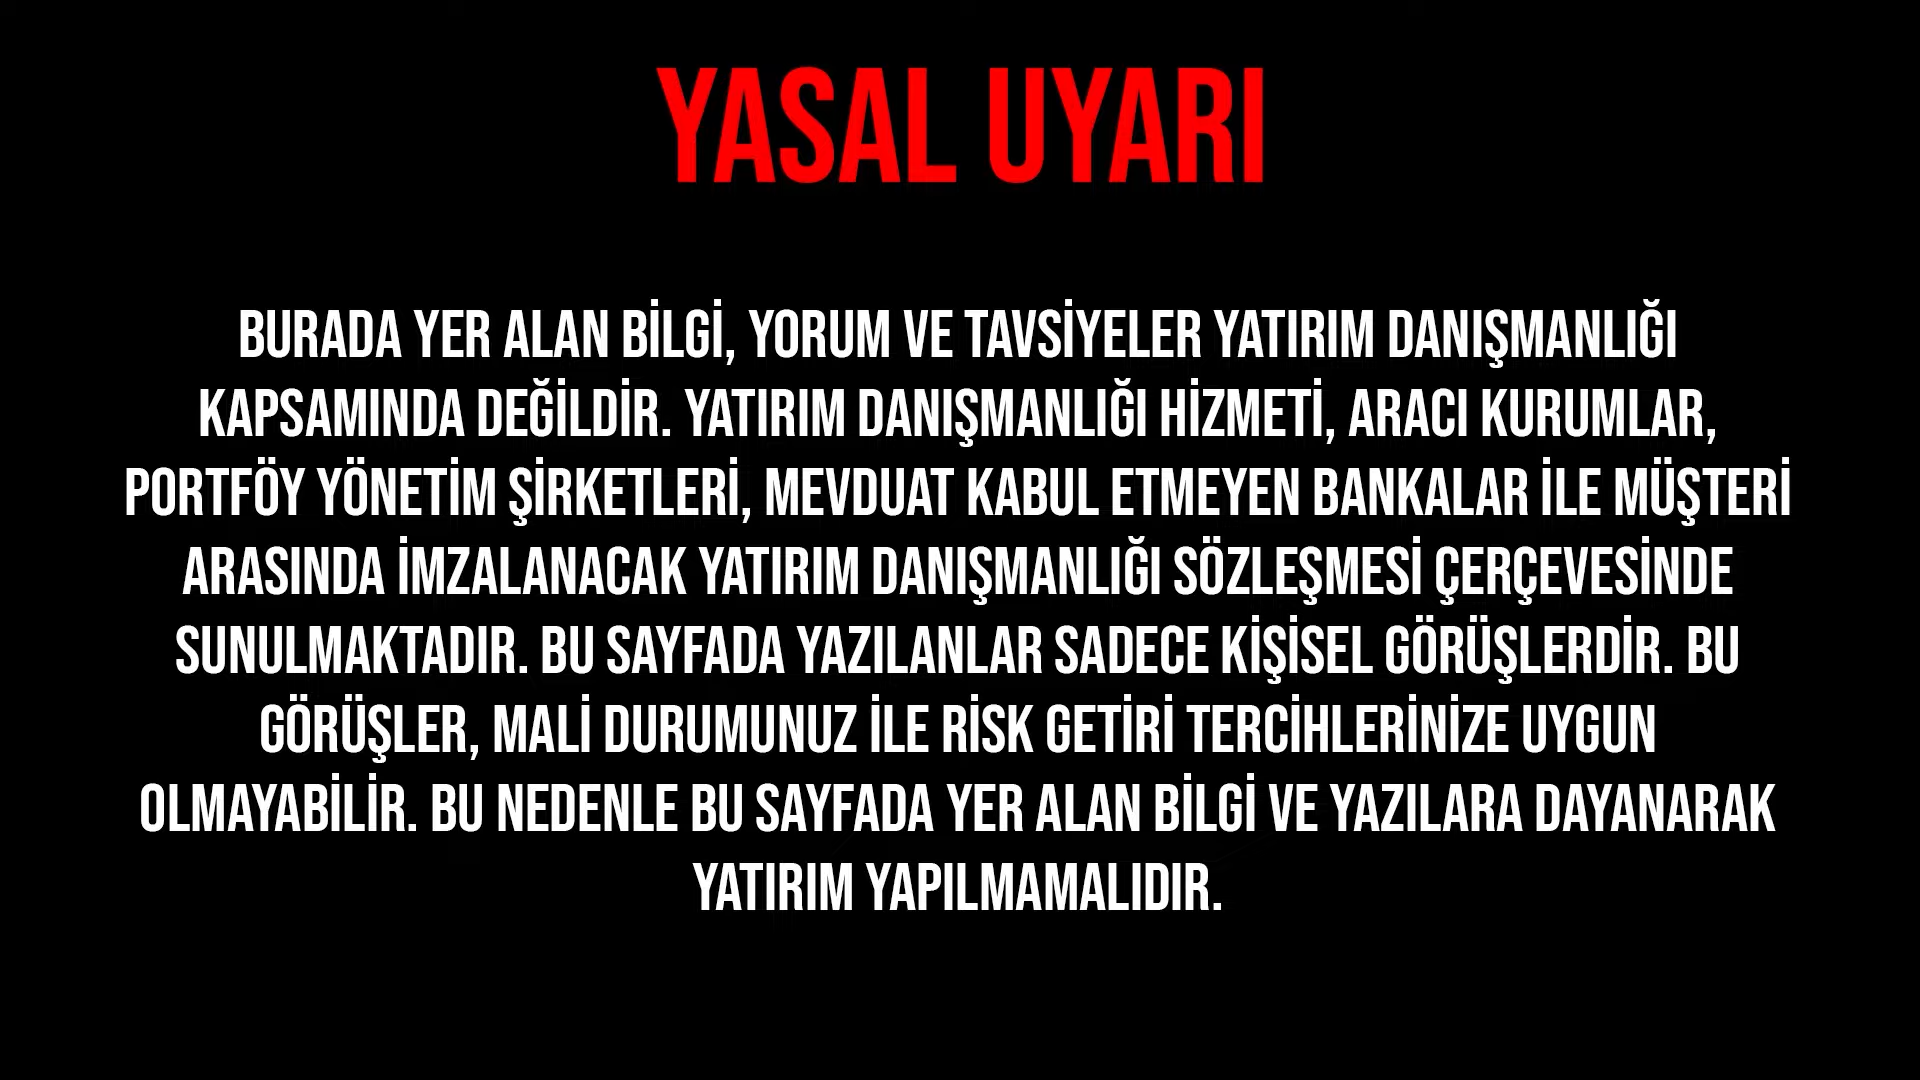 YASAL UYARI
BURADA YER ALAN BİLGİ, YORUM VE TAVSİYELER YATIRIM DANIŞMANLIĞI
KAPSAMINDA DEĞİLDİR. YATIRIM DANIŞMANLIĞI HİZMETİ, ARACI KURUMLAR,
PORTFÖY YÖNETİM ŞİRKETLERİ, MEVDUAT KABUL ETMEYEN BANKALAR İLE MÜŞTERİ
ARASINDA İMZALANACAK YATIRIM DANIŞMANLIĞI SÖZLEŞMESİ ÇERÇEVESİNDE
SUNULMAKTADIR. BU SAYFADA YAZILANLAR SADECE KİŞİSEL GÖRÜŞLERDİR. BU
GÖRÜŞLER, MALİ DURUMUNUZ İLE RİSK GETİRİ TERCİHLERİNİZE UYGUN
OLMAYABİLİR. BU NEDENLE BU SAYFADA YER ALAN BİLGİ VE YAZILARA DAYANARAK
YATIRIM YAPILMAMALIDIR.